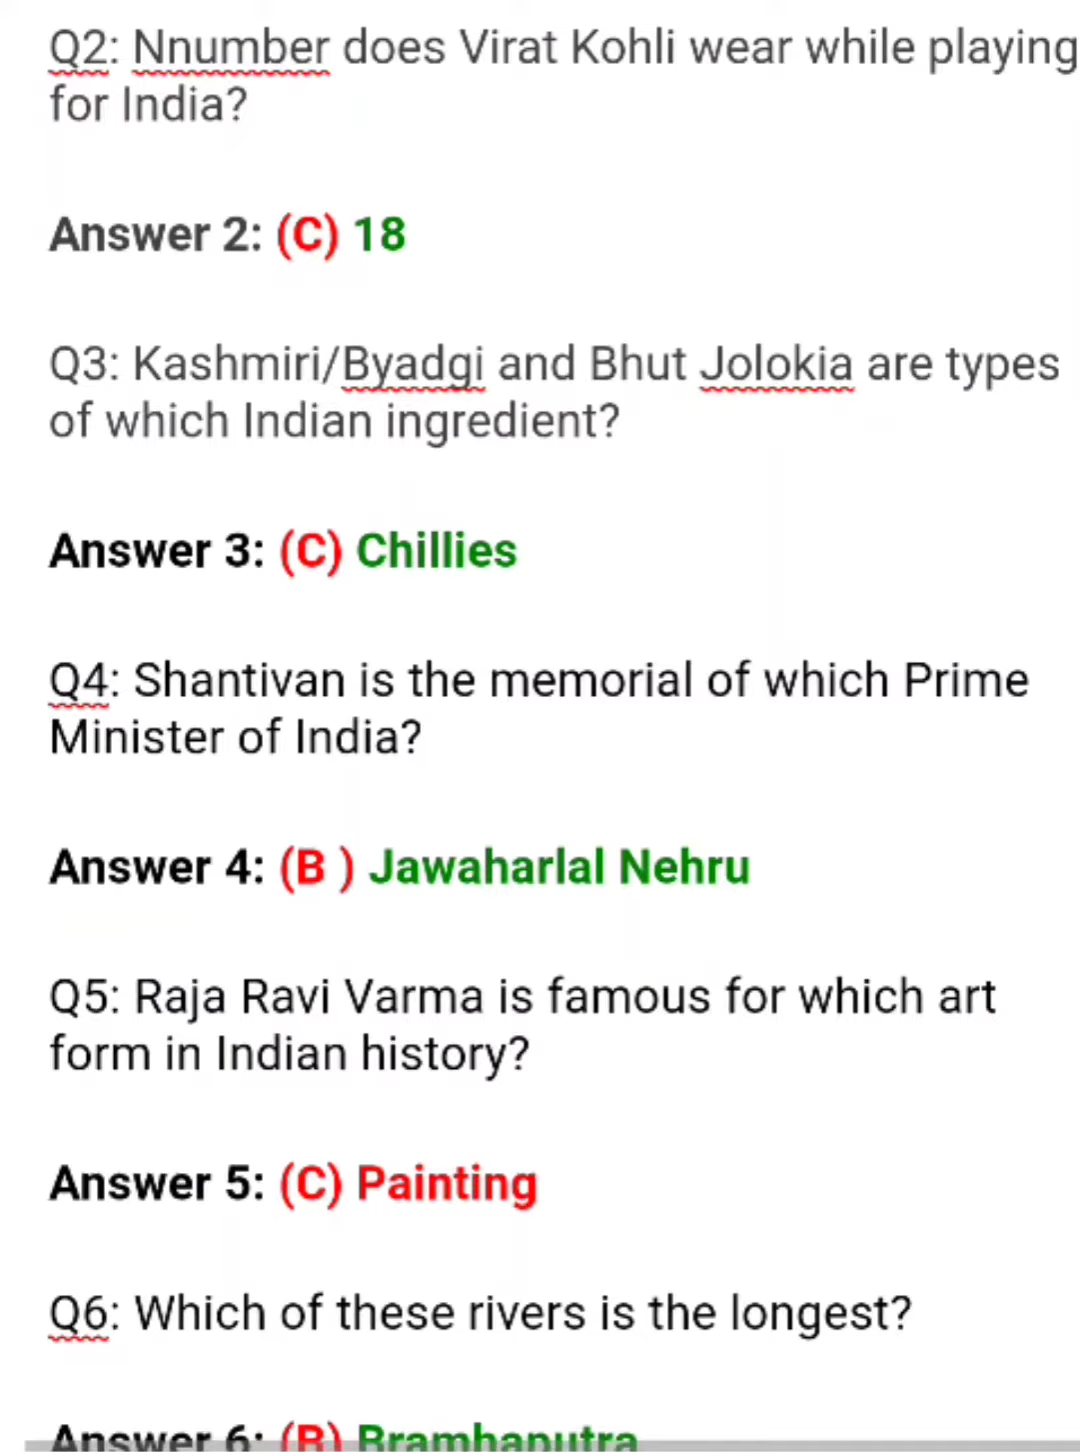 Q2: Nnumber does Virat Kohli wear while playing
for India?
Answer 2: (C) 18
Q3: Kashmiri/Byadgi and Bhut Jolokia are types
of which Indian ingredient?
Answer 3: (C) Chillies
Q4: Shantivan is the memorial of which Prime
Minister of India?
Answer 4: (B ) Jawaharlal Nehru
Q5: Raja Ravi Varma is famous for which art
form in Indian history?
Answer 5: (C) Painting
Q6: Which of these rivers is the longest?
Answer 6: (B) Bramhaputra